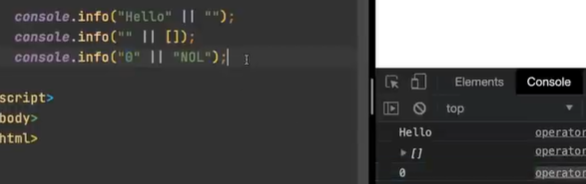 console.info("Hello" || "");
console.info("" || []);
console.info("0" || "NOL");
script>
body>
html>
Elements Console
top
Hello operator
[] operator
0 operator